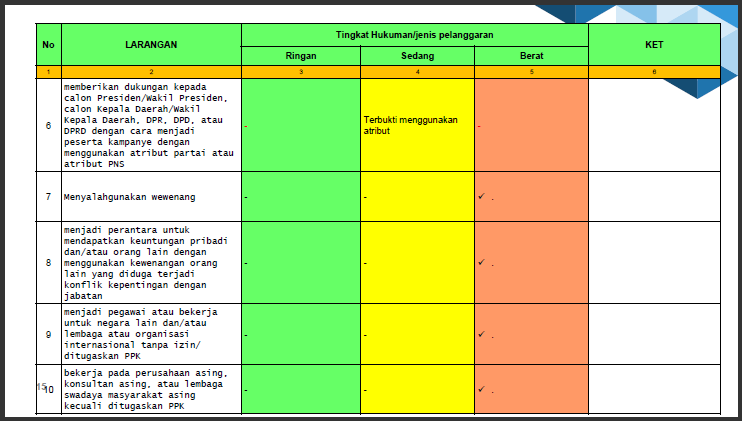 No
LARANGAN
Tingkat Hukuman/jenis pelanggaran
KET
Ringan
Sedang
Berat
1
2
3
4
5
6
6
memberikan dukungan kepada
calon Presiden/Wakil Presiden,
calon Kepala Daerah/Wakil
Kepala Daerah, DPR, DPD, atau
DPRD dengan cara menjadi
peserta kampanye dengan
menggunakan atribut partai atau
atribut PNS
-
Terbukti menggunakan
atribut
-
7
Menyalahgunakan wewenang
-
-
✓ .
8
menjadi perantara untuk
mendapatkan keuntungan pribadi
dan/atau orang lain dengan
menggunakan kewenangan orang
lain yang diduga terjadi
konflik kepentingan dengan
jabatan
-
-
✓ .
9
menjadi pegawai atau bekerja
untuk negara lain dan/atau
lembaga atau organisasi
internasional tanpa izin/
ditugaskan PPK
-
-
✓ .
15
10
bekerja pada perusahaan asing,
konsultan asing, atau lembaga
swadaya masyarakat asing
kecuali ditugaskan PPK
-
-
✓ .